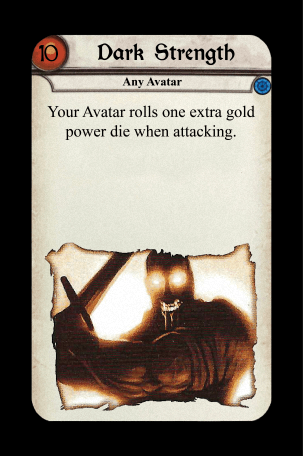 10 Dark Strength
Any Avatar
Your Avatar rolls one extra gold
power die when attacking.